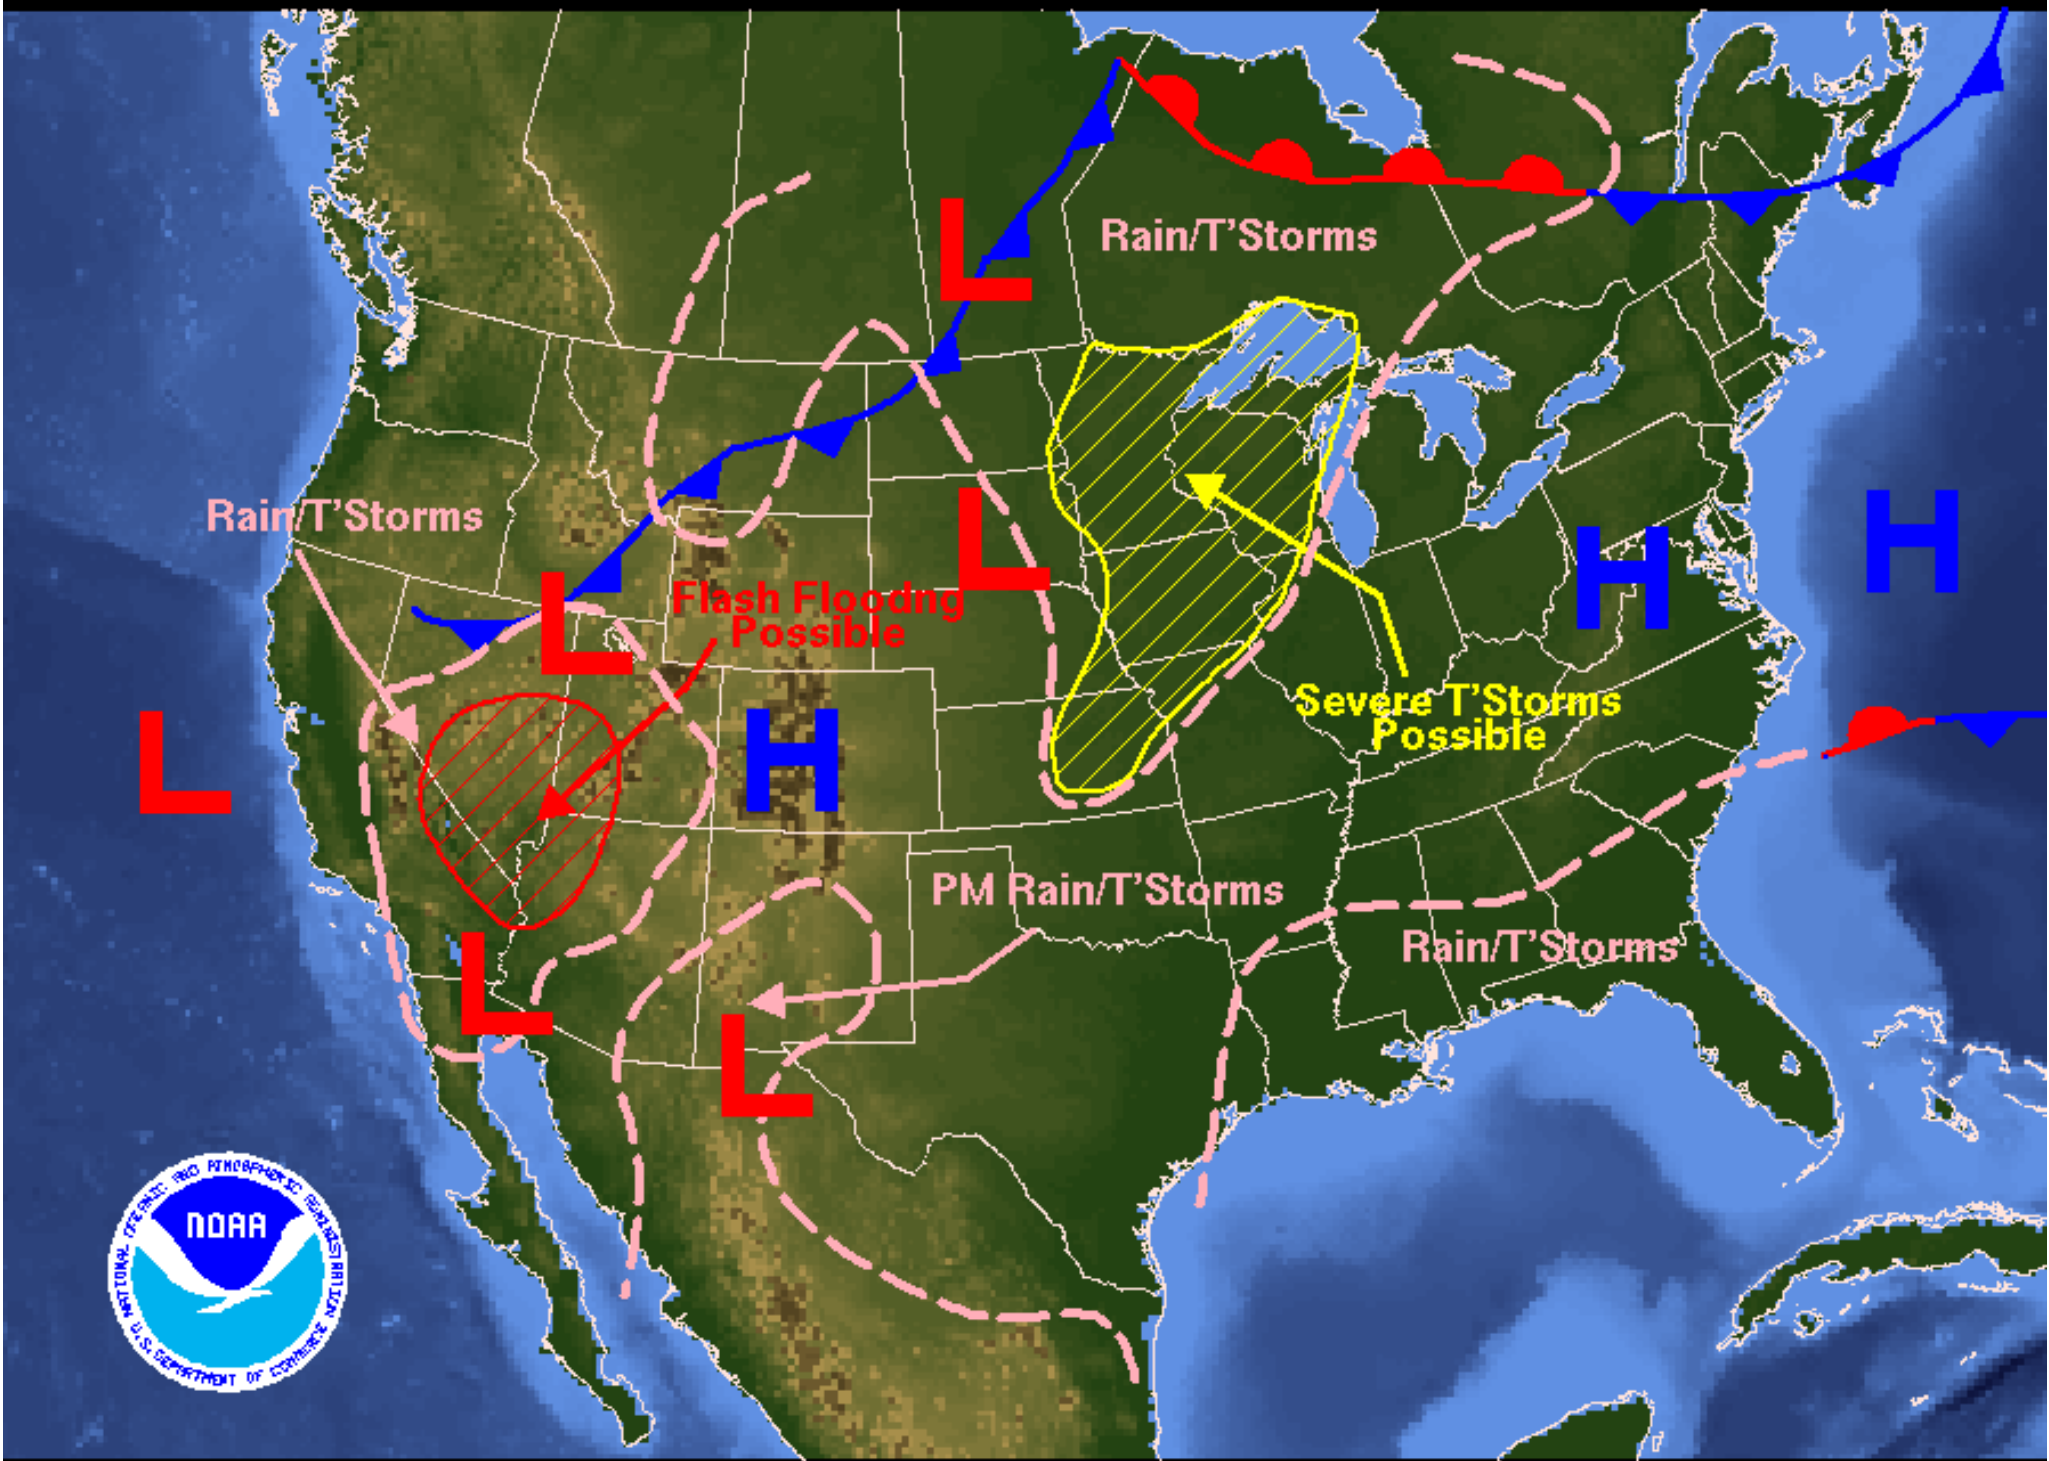 Rain/T'Storms
L
Rain/T'Storms
L
H
L
H
L
Flash Floodng
Possible
Severe T'Storms
Possible
L
H
PM Rain/T'Storms
Rain/T'Storms
L
L
NATIONAL OCEANIC AND ATMOSPHERIC ADMINISTRATION
NOAA
U.S. DEPARTMENT OF COMMERCE